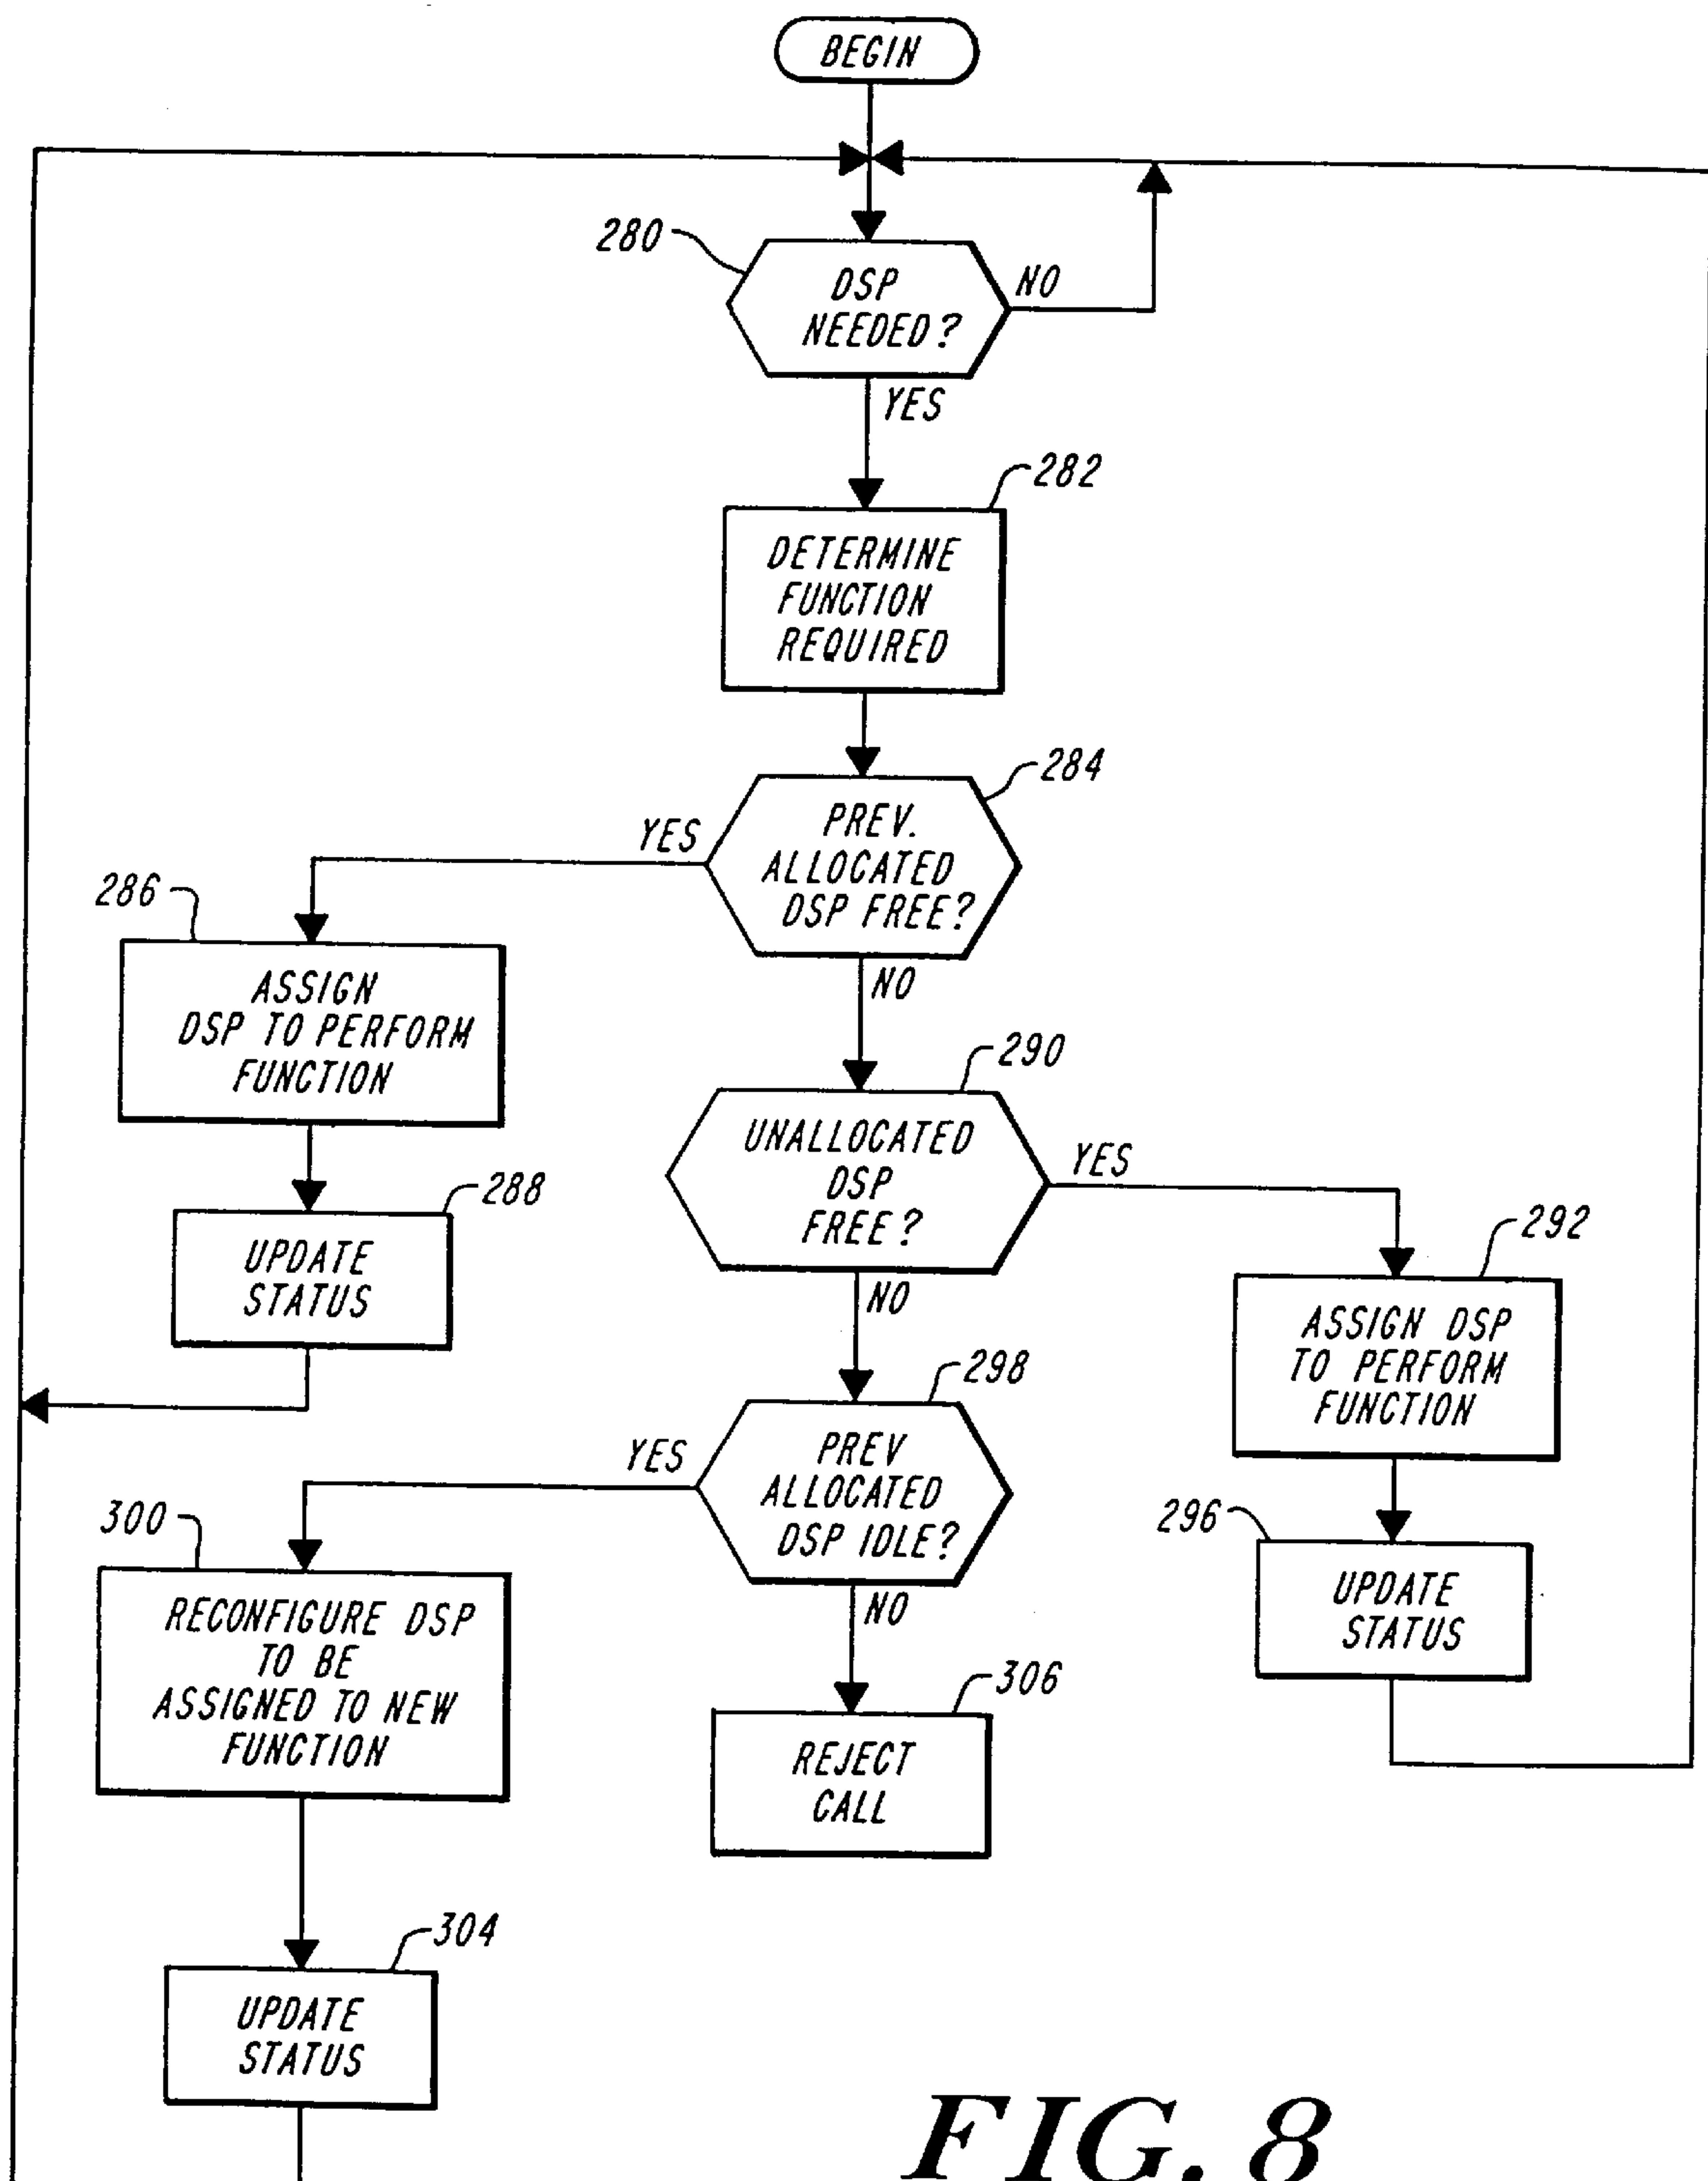 BEGIN
280
DSP
NEEDED?
NO
YES
282
DETERMINE
FUNCTION
REQUIRED
284
PREV.
ALLOCATED
DSP FREE?
YES
NO
286
ASSIGN
DSP TO PERFORM
FUNCTION
288
UPDATE
STATUS
290
UNALLOCATED
DSP
FREE?
YES
NO
292
ASSIGN DSP
TO PERFORM
FUNCTION
296
UPDATE
STATUS
298
PREV
ALLOCATED
DSP IDLE?
YES
NO
300
RECONFIGURE DSP
TO BE
ASSIGNED TO NEW
FUNCTION
306
REJECT
CALL
304
UPDATE
STATUS
FIG. 8